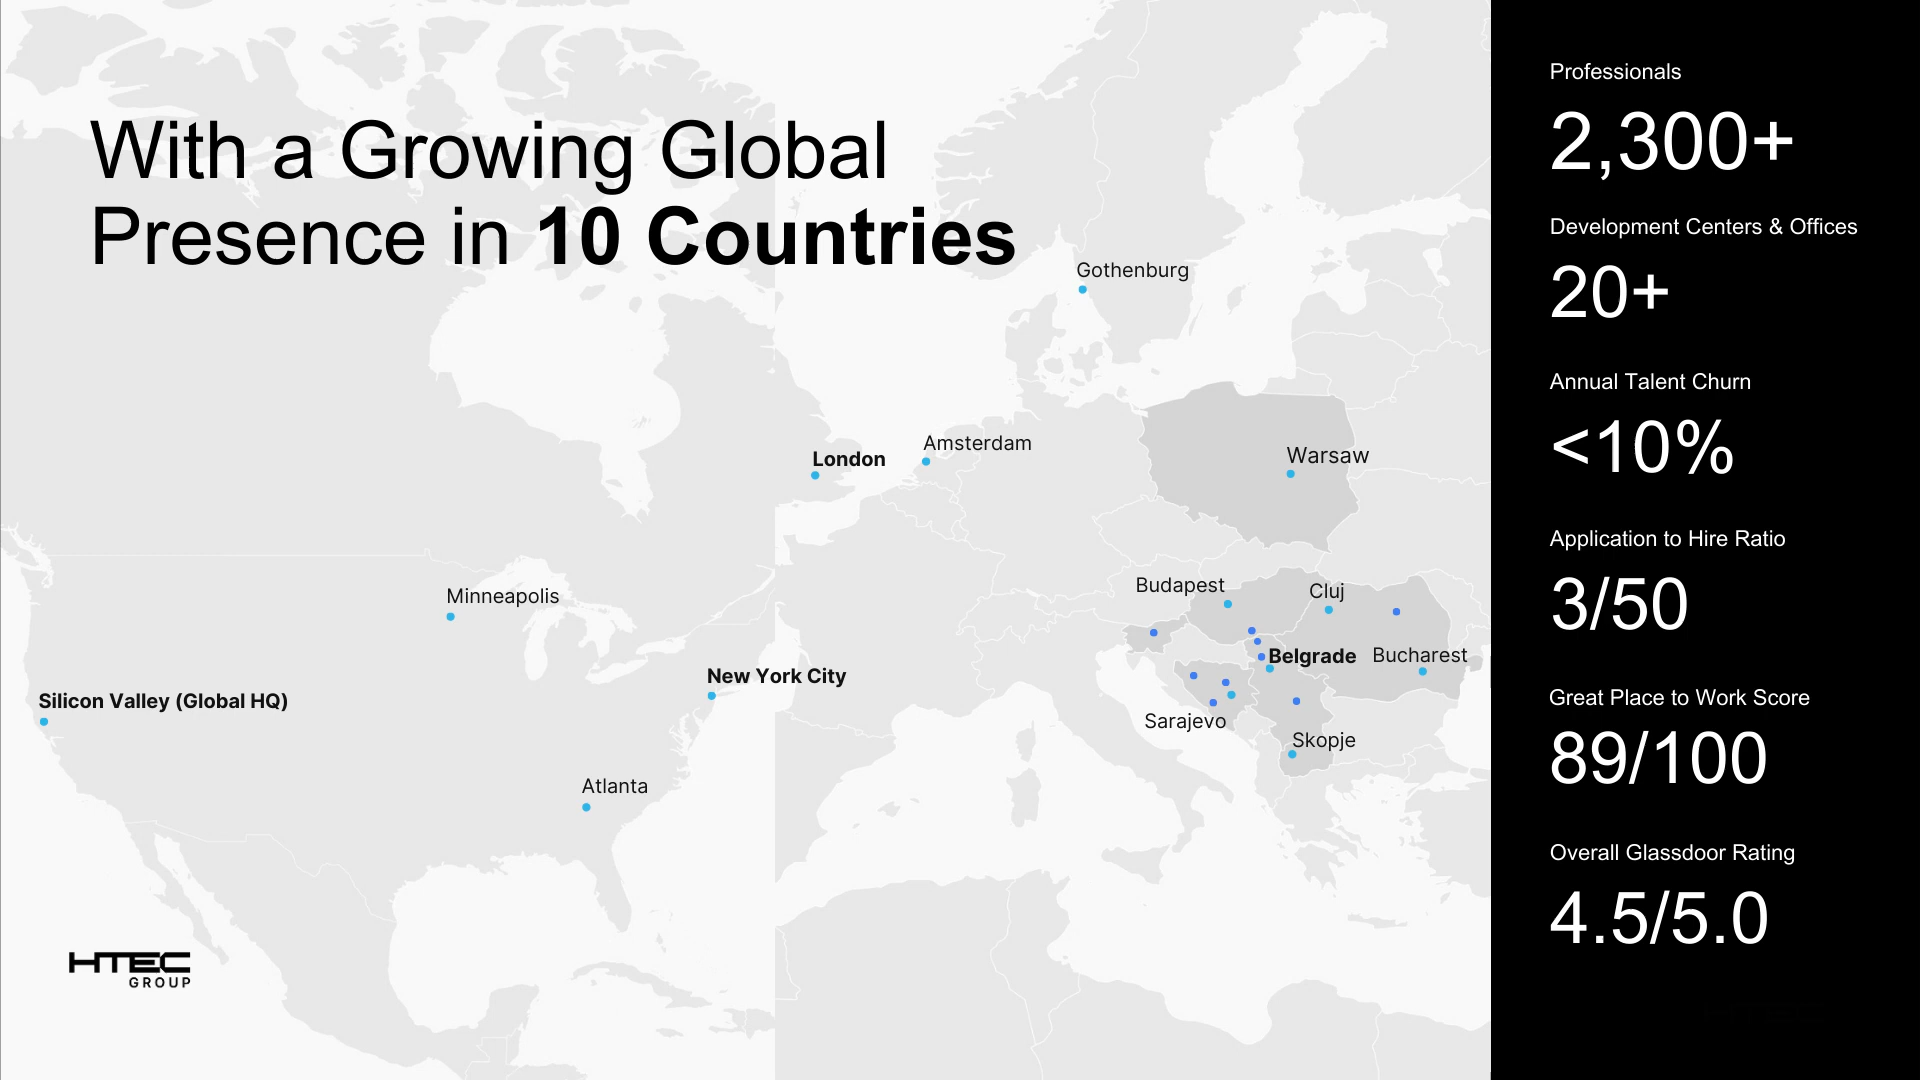 With a Growing Global
Presence in 10 Countries
Gothenburg
Amsterdam
London
Warsaw
Budapest
Cluj
Minneapolis
Belgrade
Bucharest
New York City
Silicon Valley (Global HQ)
Sarajevo
Skopje
Atlanta
HTEC
GROUP
Professionals
2,300+
Development Centers & Offices
20+
Annual Talent Churn
<10%
Application to Hire Ratio
3/50
Great Place to Work Score
89/100
Overall Glassdoor Rating
4.5/5.0